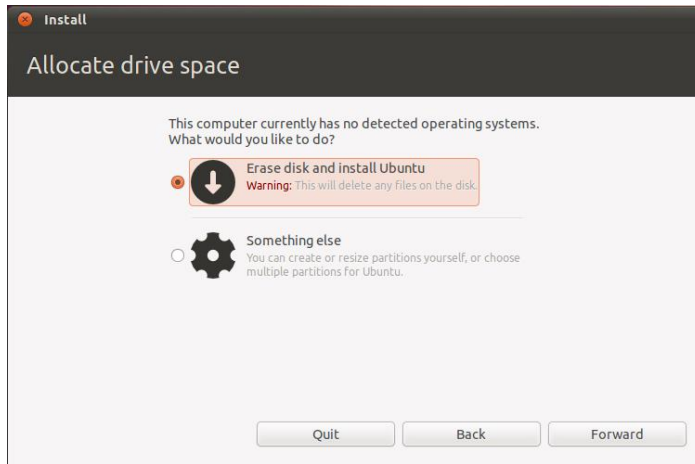 Install
Allocate drive space
This computer currently has no detected operating systems.
What would you like to do?
Erase disk and install Ubuntu
Warning: This will delete any files on the disk.
Something else
You can create or resize partitions yourself, or choose
multiple partitions for Ubuntu.
Quit Back Forward